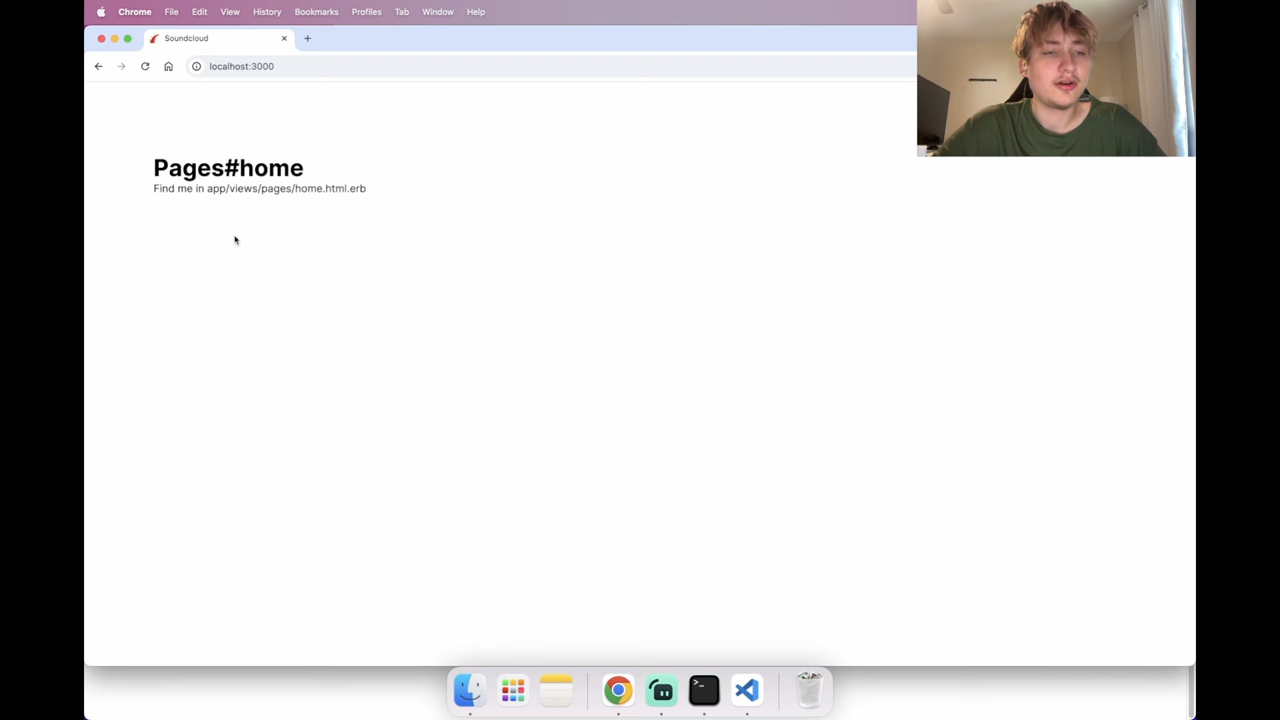 Chrome File Edit View History Bookmarks Profiles Tab Window Help
Soundcloud
localhost:3000
Pages#home
Find me in app/views/pages/home.html.erb